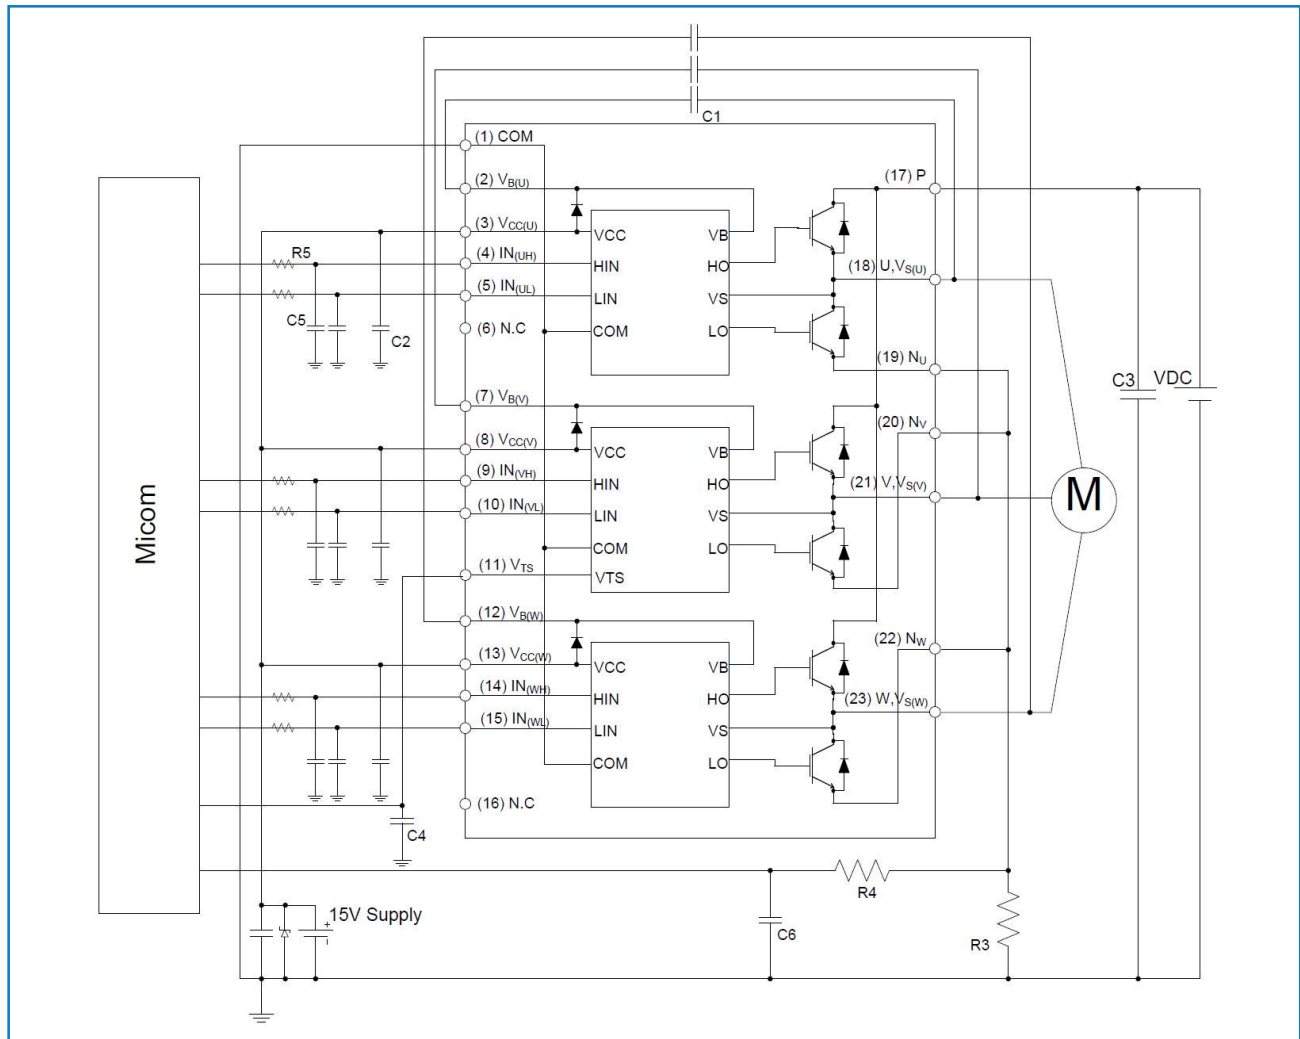 C1
(1) COM
(2) VB(U)
(3) VCC(U)
(4) IN(UH)
(5) IN(UL)
(6) N.C
(7) VB(V)
(8) VCC(V)
(9) IN(VH)
(10) IN(VL)
(11) VTS
(12) VB(W)
(13) VCC(W)
(14) IN(WH)
(15) IN(WL)
(16) N.C
(17) P
(18) U,VS(U)
(19) NU
(20) NV
(21) V,VS(V)
(22) NW
(23) W,VS(W)
VCC
HIN
LIN
COM
VB
HO
VS
LO
VCC
HIN
LIN
COM
VTS
VB
HO
VS
LO
VCC
HIN
LIN
COM
VB
HO
VS
LO
Micom
R5
C5
C2
C4
15V Supply
+
C6
R4
R3
C3
VDC
M